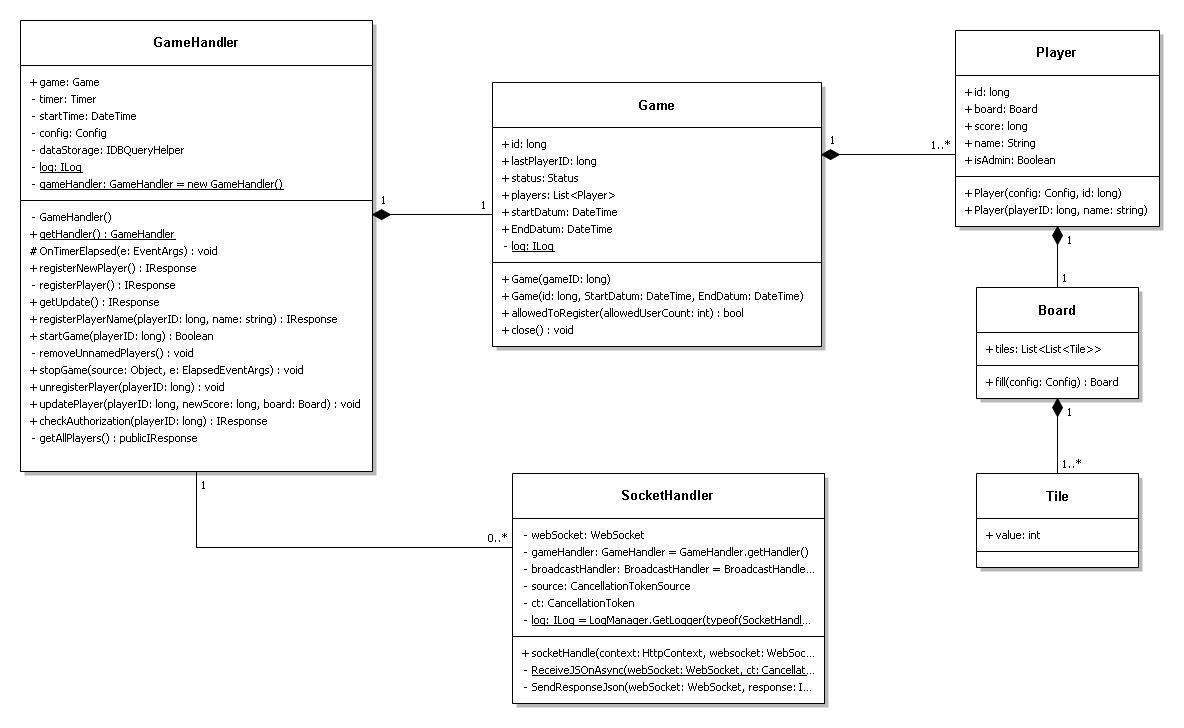 GameHandler
+ game: Game
- timer: Timer
- startTime: DateTime
- config: Config
- dataStorage: IDBQueryHelper
- log: ILog
- gameHandler: GameHandler = new GameHandler()
- GameHandler()
+ getHandler() : GameHandler
# OnTimerElapsed(e: EventArgs) : void
+ registerNewPlayer() : IResponse
- registerPlayer() : IResponse
+ getUpdate() : IResponse
+ registerPlayerName(playerID: long, name: string) : IResponse
+ startGame(playerID: long) : Boolean
- removeUnnamedPlayers() : void
+ stopGame(source: Object, e: ElapsedEventArgs) : void
+ unregisterPlayer(playerID: long) : void
+ updatePlayer(playerID: long, newScore: long, board: Board) : void
+ checkAuthorization(playerID: long) : IResponse
- getAllPlayers() : publicIResponse
1
1
Game
+ id: long
+ lastPlayerID: long
+ status: Status
+ players: List<Player>
+ startDatum: DateTime
+ EndDatum: DateTime
- log: ILog
+ Game(gameID: long)
+ Game(id: long, StartDatum: DateTime, EndDatum: DateTime)
+ allowedToRegister(allowedUserCount: int) : bool
+ close() : void
1
1..*
Player
+ id: long
+ board: Board
+ score: long
+ name: String
+ isAdmin: Boolean
+ Player(config: Config, id: long)
+ Player(playerID: long, name: string)
1
1
Board
+ tiles: List<List<Tile>>
+ fill(config: Config) : Board
1
1..*
Tile
+ value: int
1
0..*
SocketHandler
- webSocket: WebSocket
- gameHandler: GameHandler = GameHandler.getHandler()
- broadcastHandler: BroadcastHandler = BroadcastHandle...
- source: CancellationTokenSource
- ct: CancellationToken
- log: ILog = LogManager.GetLogger(typeof(SocketHandl...
+ socketHandle(context: HttpContext, websocket: WebSoc...
- ReceiveJSOnAsync(webSocket: WebSocket, ct: Cancellat...
- SendResponseJson(webSocket: WebSocket, response: I...